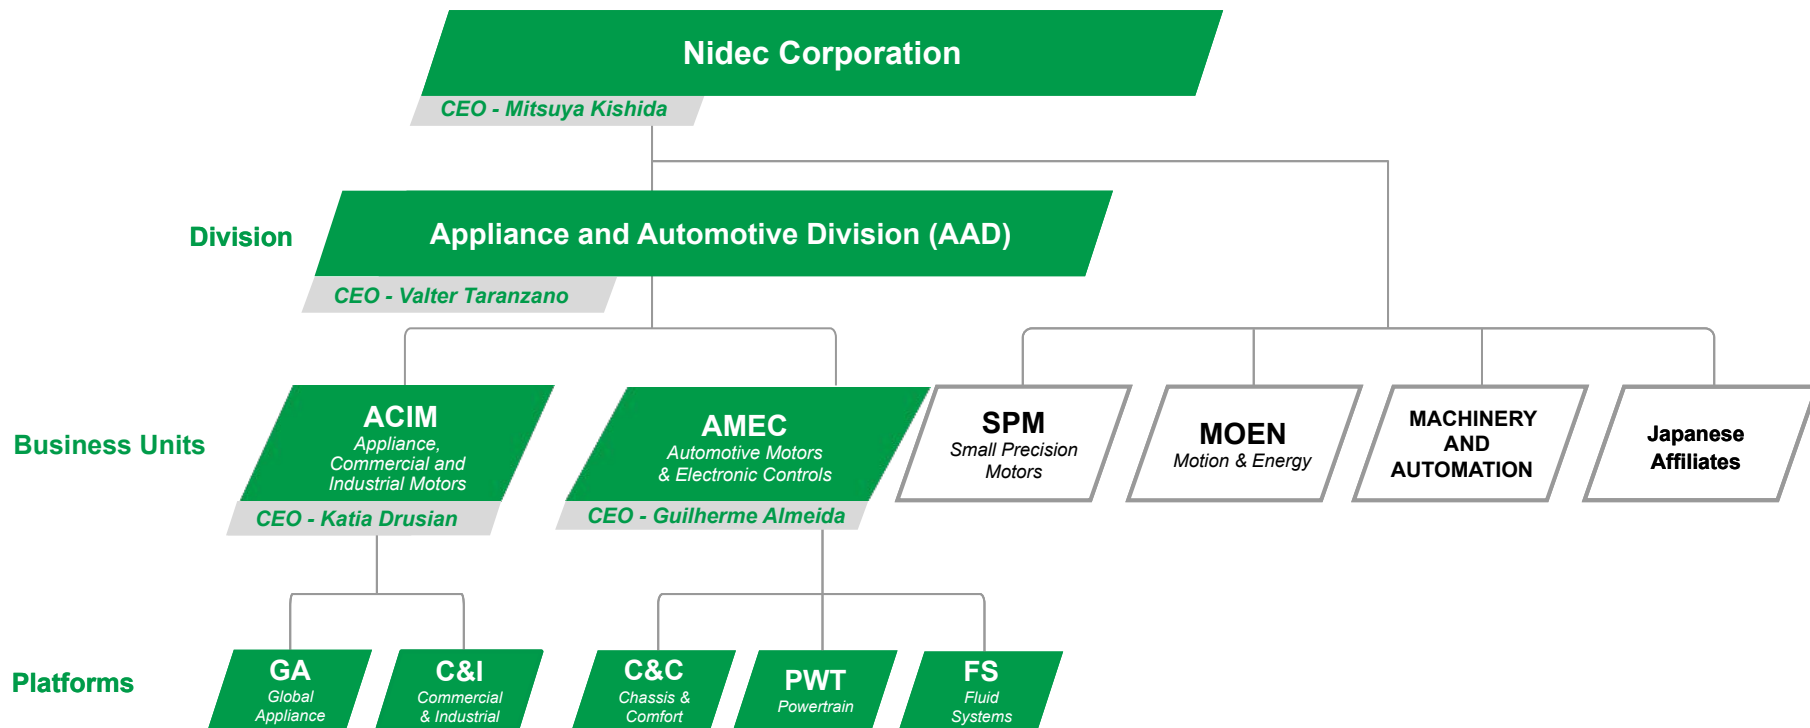 Nidec Corporation
CEO - Mitsuya Kishida
Division
Appliance and Automotive Division (AAD)
CEO - Valter Taranzano
Business Units
ACIM
Appliance,
Commercial and
Industrial Motors
CEO - Katia Drusian
AMEC
Automotive Motors
& Electronic Controls
CEO - Guilherme Almeida
SPM
Small Precision
Motors
MOEN
Motion & Energy
MACHINERY
AND
AUTOMATION
Japanese
Affiliates
Platforms
GA
Global
Appliance
C&I
Commercial
& Industrial
C&C
Chassis &
Comfort
PWT
Powertrain
FS
Fluid
Systems